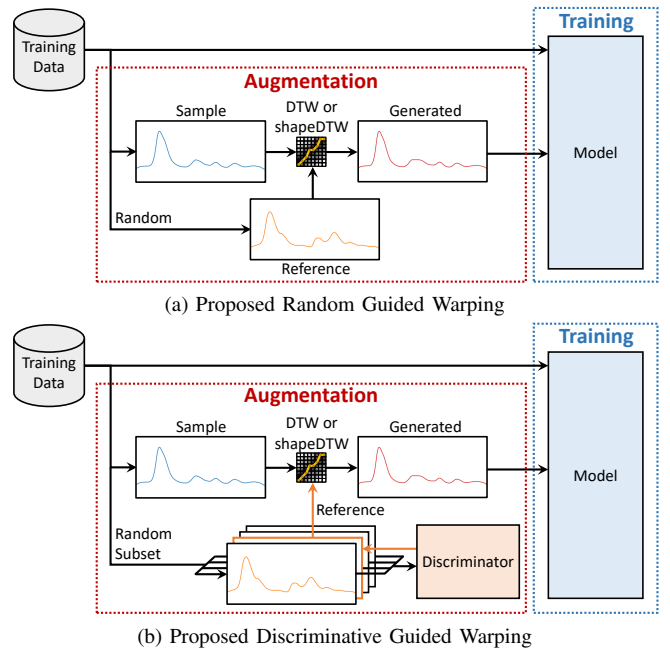 Training
Data
Training
Augmentation
Sample
DTW or
shapeDTW
Generated
Model
Random
Reference
(a) Proposed Random Guided Warping
Training
Data
Training
Augmentation
Sample
DTW or
shapeDTW
Generated
Model
Reference
Random
Subset
Discriminator
(b) Proposed Discriminative Guided Warping